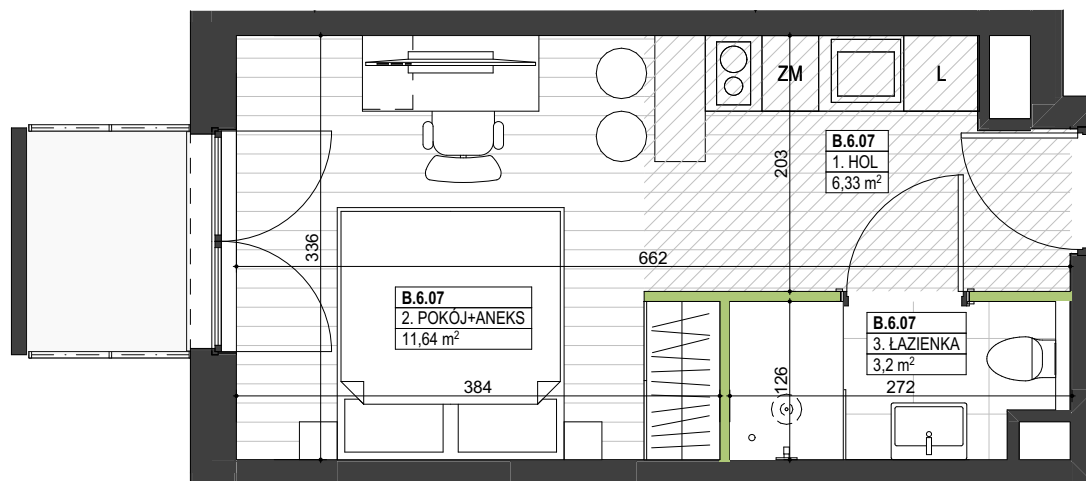 ZM
L
B.6.07
1. HOL
6,33 m²
203
336
662
B.6.07
2. POKÓJ+ANEKS
11,64 m²
B.6.07
3. ŁAZIENKA
3,2 m²
384
126
272